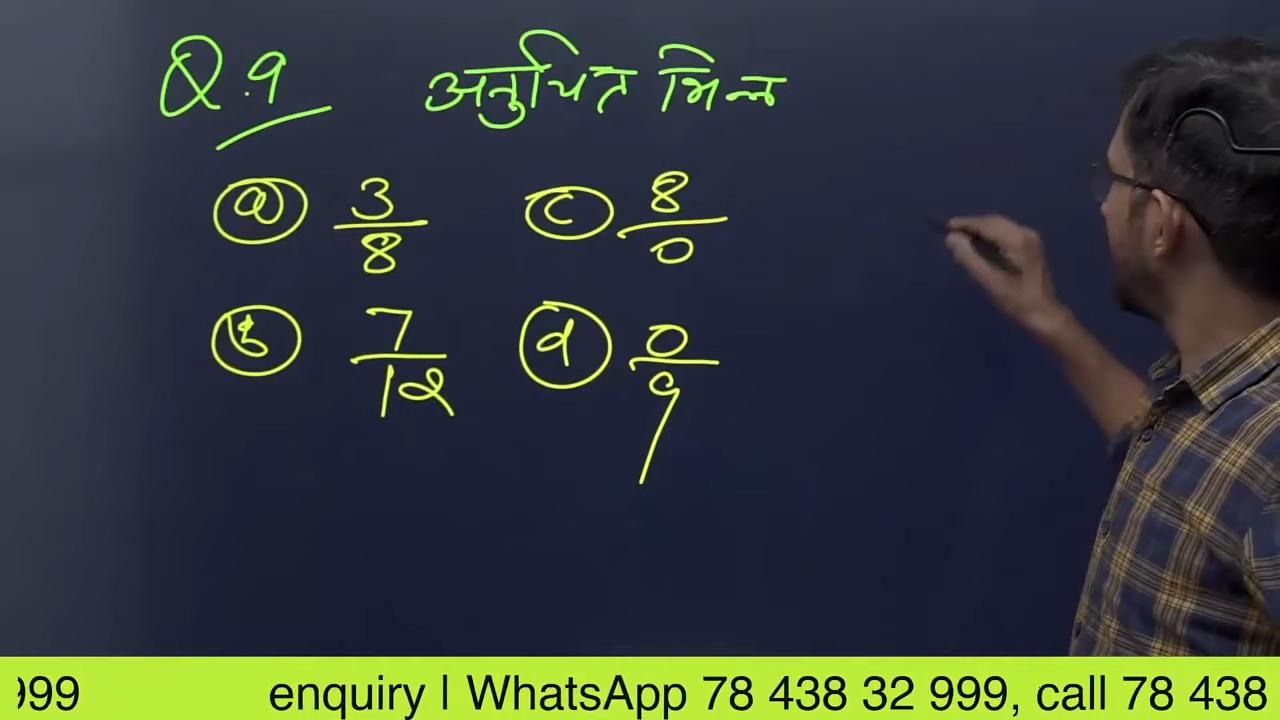 Q.9 अनुचित भिन्न
(a) 3/8 (c) 8/0
(b) 7/12 (d) 0/9
999 enquiry | WhatsApp 78 438 32 999, call 78 438